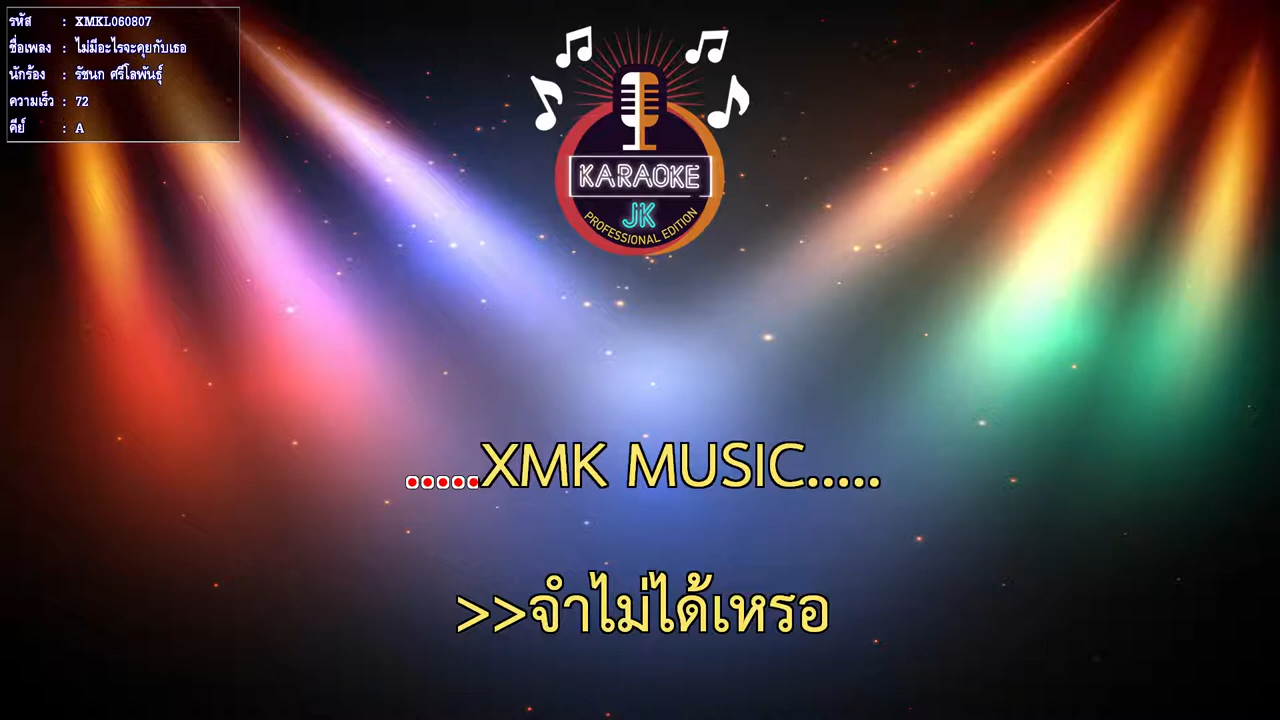 รหัส : XMKL060807
ชื่อเพลง : ไม่มีอะไรจะคุยกับเธอ
นักร้อง : รัชนก ศรีโลพันธุ์
ความเร็ว : 72
คีย์ : A
KARAOKE
JK
PROFESSIONAL EDITION
.....XMK MUSIC.....
>>จำไม่ได้เหรอ